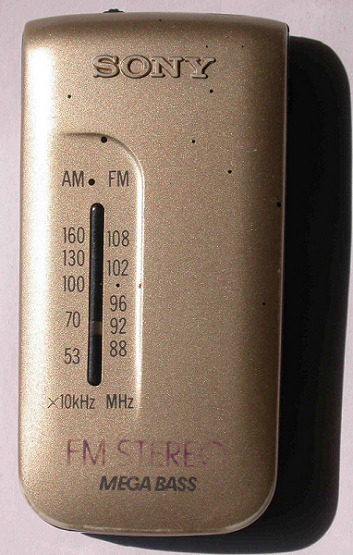 SONY
AM • FM
160 108
130 102
100 96
70 92
53 88
×10kHz MHz
FM STEREO
MEGA BASS